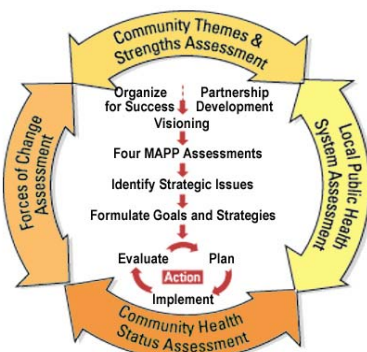 Community Themes &
Strengths Assessment
Organize
for Success
Partnership
Development
Visioning
Four MAPP Assessments
Identify Strategic Issues
Formulate Goals and Strategies
Evaluate
Plan
Action
Implement
Forces of Change
Assessment
Local Public Health
System Assessment
Community Health
Status Assessment